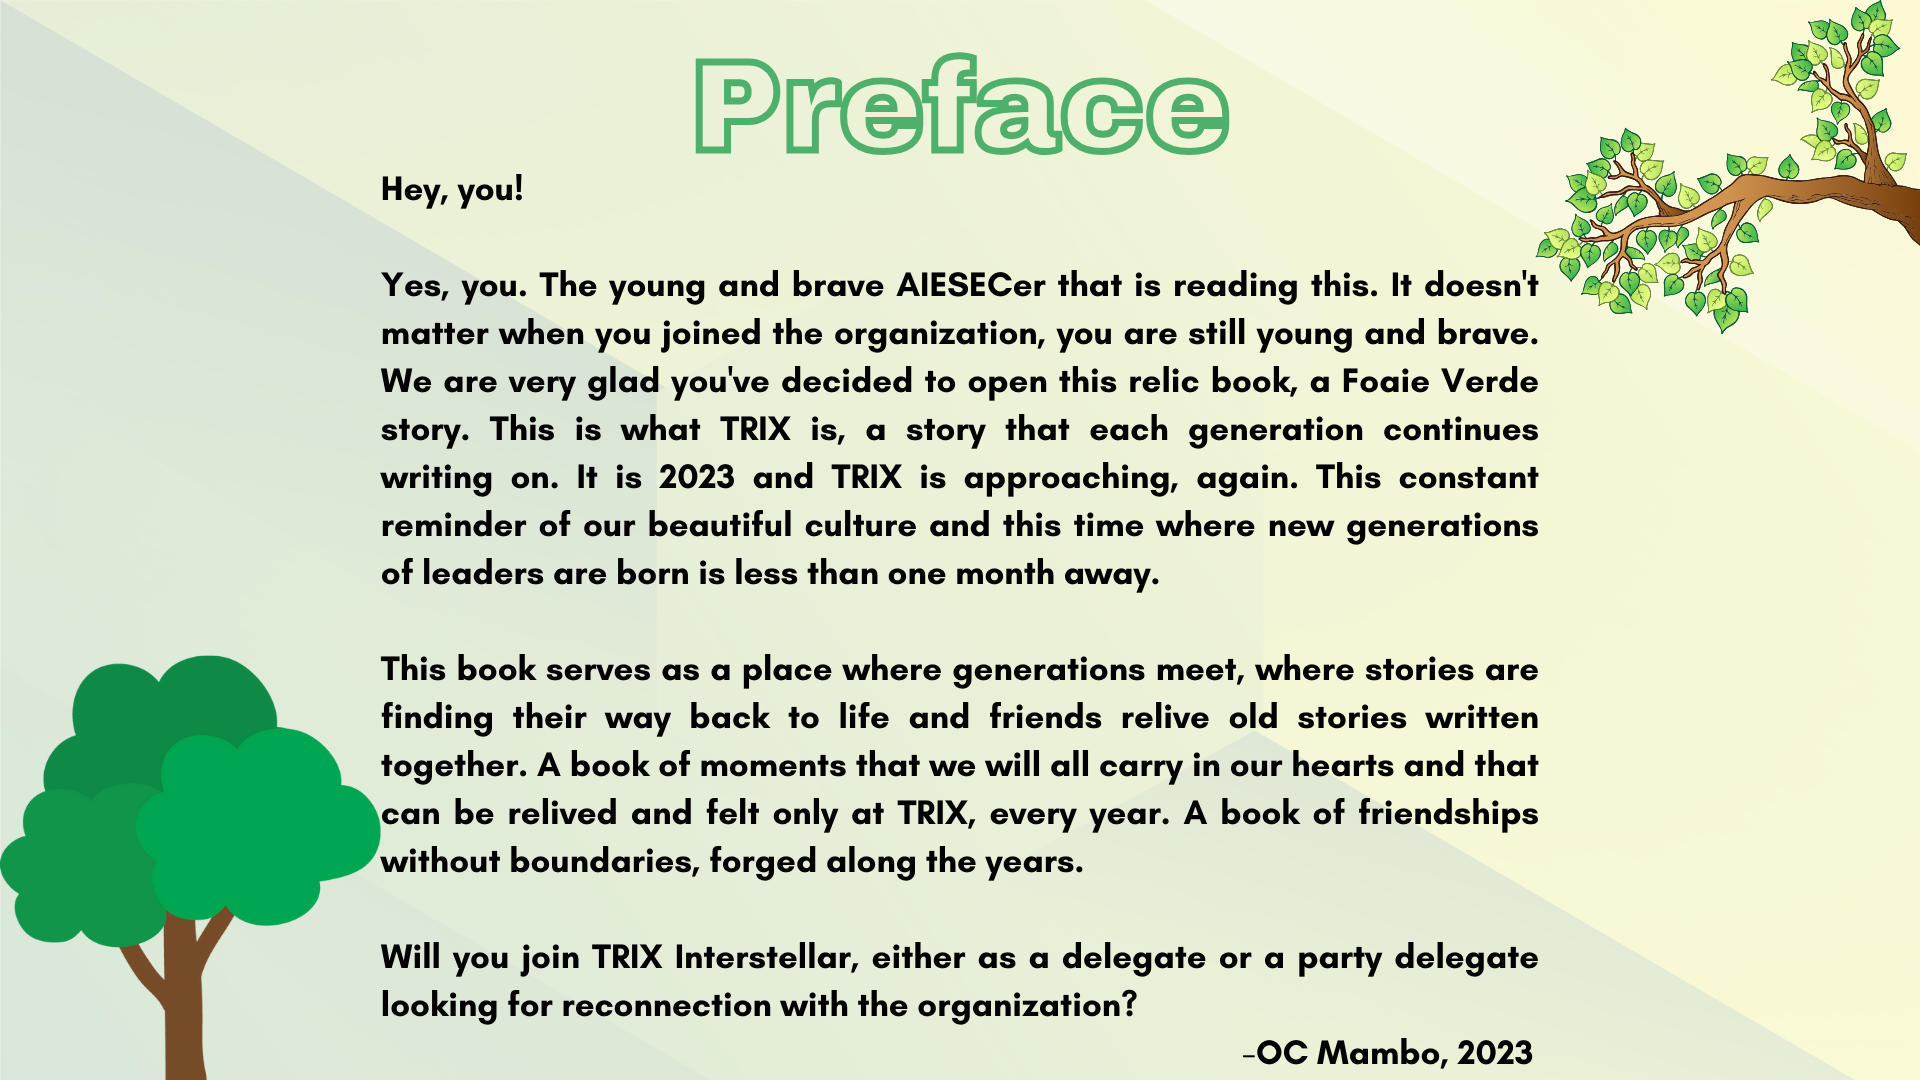 Preface
Hey, you!
Yes, you. The young and brave AIESECer that is reading this. It doesn't
matter when you joined the organization, you are still young and brave.
We are very glad you've decided to open this relic book, a Foaie Verde
story. This is what TRIX is, a story that each generation continues
writing on. It is 2023 and TRIX is approaching, again. This constant
reminder of our beautiful culture and this time where new generations
of leaders are born is less than one month away.
This book serves as a place where generations meet, where stories are
finding their way back to life and friends relive old stories written
together. A book of moments that we will all carry in our hearts and that
can be relived and felt only at TRIX, every year. A book of friendships
without boundaries, forged along the years.
Will you join TRIX Interstellar, either as a delegate or a party delegate
looking for reconnection with the organization?
-OC Mambo, 2023